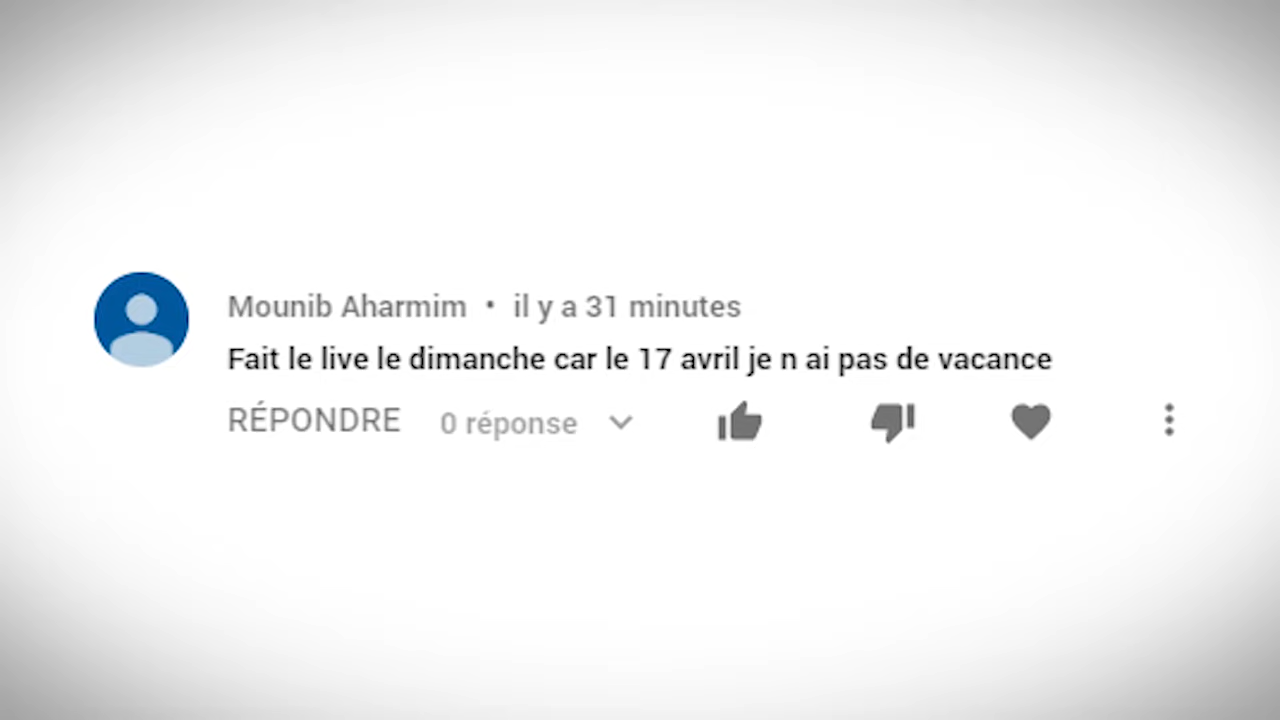 Mounib Aharmim • il y a 31 minutes
Fait le live le dimanche car le 17 avril je n ai pas de vacance
RÉPONDRE 0 réponse